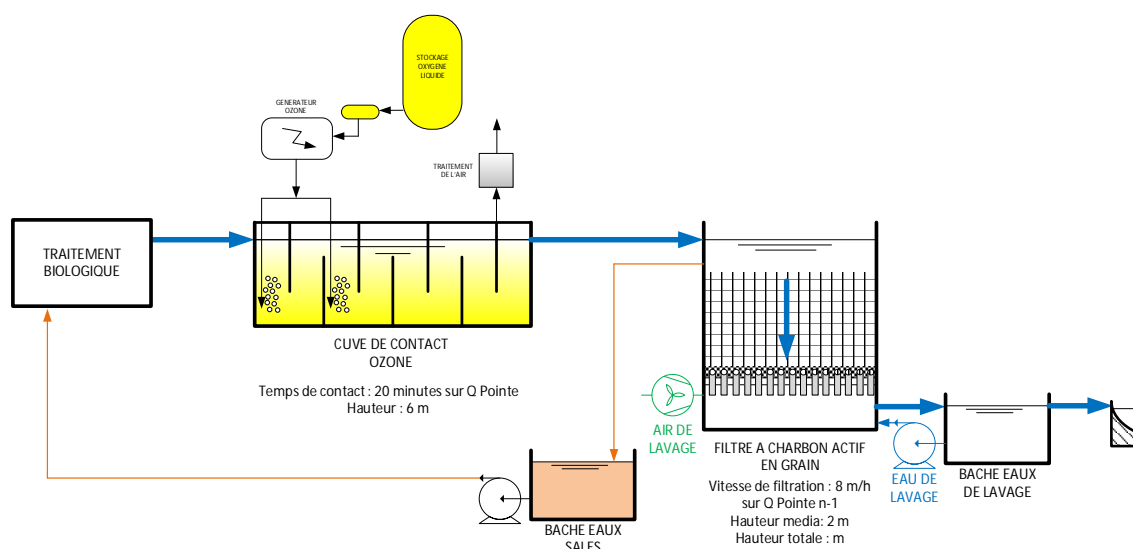 STOCKAGE
OXYGENE
LIQUIDE
GENERATEUR
OZONE
TRAITEMENT
DE L'AIR
TRAITEMENT
BIOLOGIQUE
CUVE DE CONTACT
OZONE
Temps de contact : 20 minutes sur Q Pointe
Hauteur : 6 m
AIR DE
LAVAGE
FILTRE A CHARBON ACTIF
EN GRAIN
Vitesse de filtration : 8 m/h
sur Q Pointe n-1
Hauteur media: 2 m
Hauteur totale : m
EAU DE
LAVAGE
BACHE EAUX
DE LAVAGE
BACHE EAUX
SALES